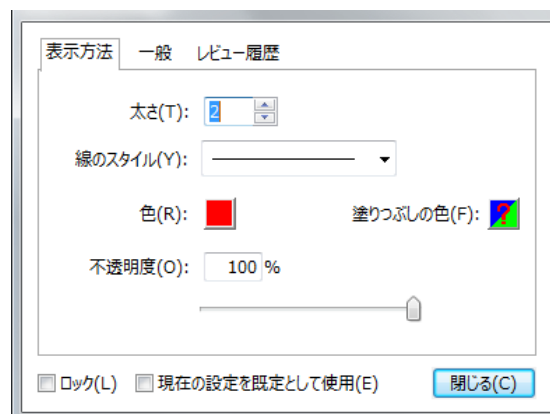 表示方法 一般 レビュー履歴
太さ(T): 2
線のスタイル(Y):
色(R): 塗りつぶしの色(F): ?
不透明度(O): 100 %
ロック(L) 現在の設定を既定として使用(E) 閉じる(C)